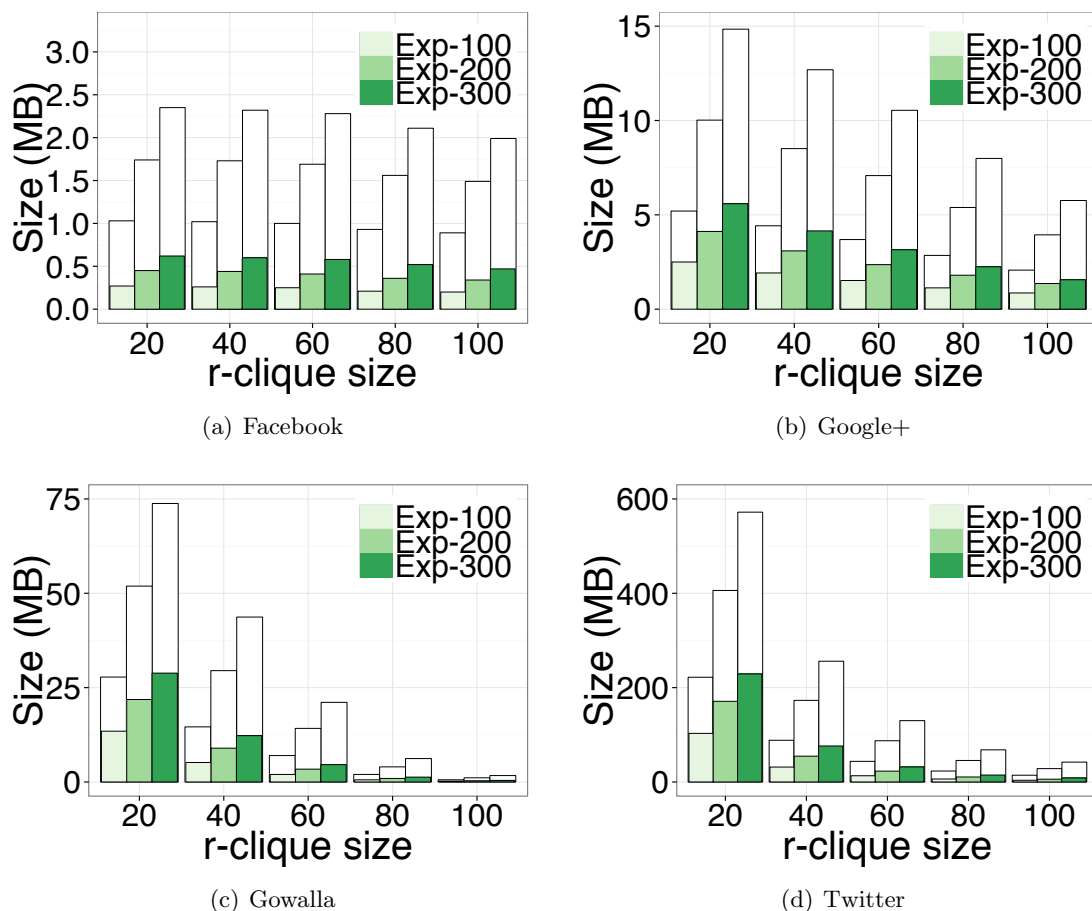 3.0
2.5
2.0
1.5
1.0
0.5
0.0
Size (MB)
Exp-100
Exp-200
Exp-300
20 40 60 80 100
r-clique size
(a) Facebook
15
10
5
0
Size (MB)
Exp-100
Exp-200
Exp-300
20 40 60 80 100
r-clique size
(b) Google+
75
50
25
0
Size (MB)
Exp-100
Exp-200
Exp-300
20 40 60 80 100
r-clique size
(c) Gowalla
600
400
200
0
Size (MB)
Exp-100
Exp-200
Exp-300
20 40 60 80 100
r-clique size
(d) Twitter